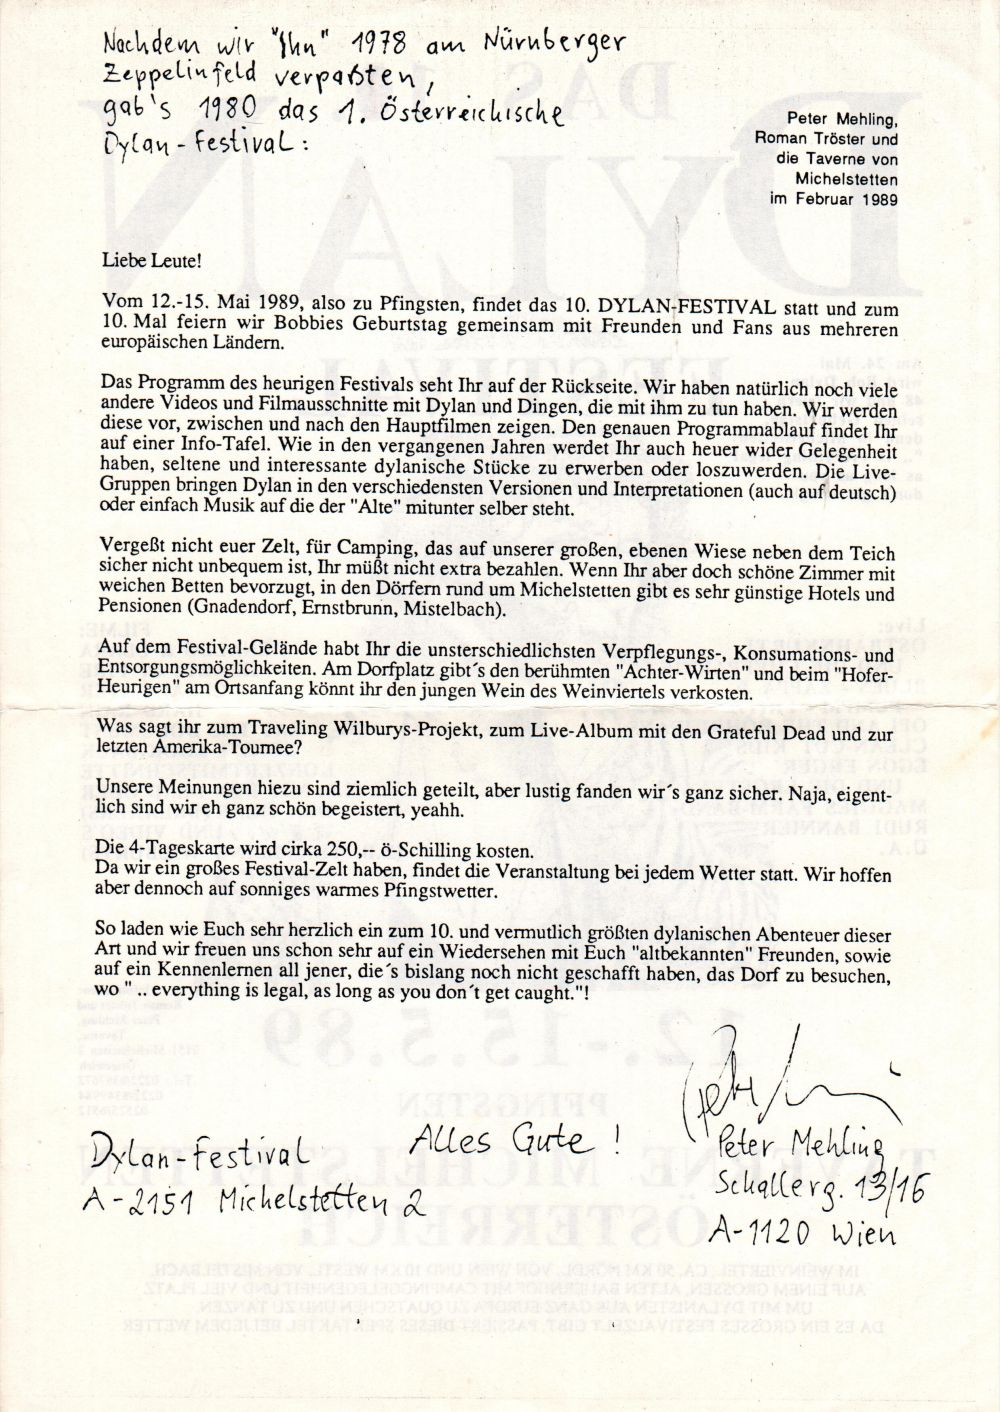 Nachdem wir "Ihn" 1978 am Nürnberger
Zeppelinfeld verpaßten,
gab's 1980 das 1. Österreichische
Dylan-Festival:
Peter Mehling,
Roman Tröster und
die Taverne von
Michelstetten
im Februar 1989
Liebe Leute!
Vom 12.-15. Mai 1989, also zu Pfingsten, findet das 10. DYLAN-FESTIVAL statt und zum
10. Mal feiern wir Bobbies Geburtstag gemeinsam mit Freunden und Fans aus mehreren
europäischen Ländern.
Das Programm des heurigen Festivals seht Ihr auf der Rückseite. Wir haben natürlich noch viele
andere Videos und Filmausschnitte mit Dylan und Dingen, die mit ihm zu tun haben. Wir werden
diese vor, zwischen und nach den Hauptfilmen zeigen. Den genauen Programmablauf findet Ihr
auf einer Info-Tafel. Wie in den vergangenen Jahren werdet Ihr auch heuer wider Gelegenheit
haben, seltene und interessante dylanische Stücke zu erwerben oder loszuwerden. Die Live-
Gruppen bringen Dylan in den verschiedensten Versionen und Interpretationen (auch auf deutsch)
oder einfach Musik auf die der "Alte" mitunter selber steht.
Vergeßt nicht euer Zelt, für Camping, das auf unserer großen, ebenen Wiese neben dem Teich
sicher nicht unbequem ist, Ihr müßt nicht extra bezahlen. Wenn Ihr aber doch schöne Zimmer mit
weichen Betten bevorzugt, in den Dörfern rund um Michelstetten gibt es sehr günstige Hotels und
Pensionen (Gnadendorf, Ernstbrunn, Mistelbach).
Auf dem Festival-Gelände habt Ihr die unsterschiedlichsten Verpflegungs-, Konsumations- und
Entsorgungsmöglichkeiten. Am Dorfplatz gibt´s den berühmten "Achter-Wirten" und beim "Hofer-
Heurigen" am Ortsanfang könnt ihr den jungen Wein des Weinviertels verkosten.
Was sagt ihr zum Traveling Wilburys-Projekt, zum Live-Album mit den Grateful Dead und zur
letzten Amerika-Tournee?
Unsere Meinungen hiezu sind ziemlich geteilt, aber lustig fanden wir´s ganz sicher. Naja, eigent-
lich sind wir eh ganz schön begeistert, yeahh.
Die 4-Tageskarte wird cirka 250,-- ö-Schilling kosten.
Da wir ein großes Festival-Zelt haben, findet die Veranstaltung bei jedem Wetter statt. Wir hoffen
aber dennoch auf sonniges warmes Pfingstwetter.
So laden wie Euch sehr herzlich ein zum 10. und vermutlich größten dylanischen Abenteuer dieser
Art und wir freuen uns schon sehr auf ein Wiedersehen mit Euch "altbekannten" Freunden, sowie
auf ein Kennenlernen all jener, die´s bislang noch nicht geschafft haben, das Dorf zu besuchen,
wo " .. everything is legal, as long as you don´t get caught."!
Dylan-Festival
A-2151 Michelstetten 2
Alles Gute!
Peter Mehling
Schallerg. 13/16
A-1120 Wien